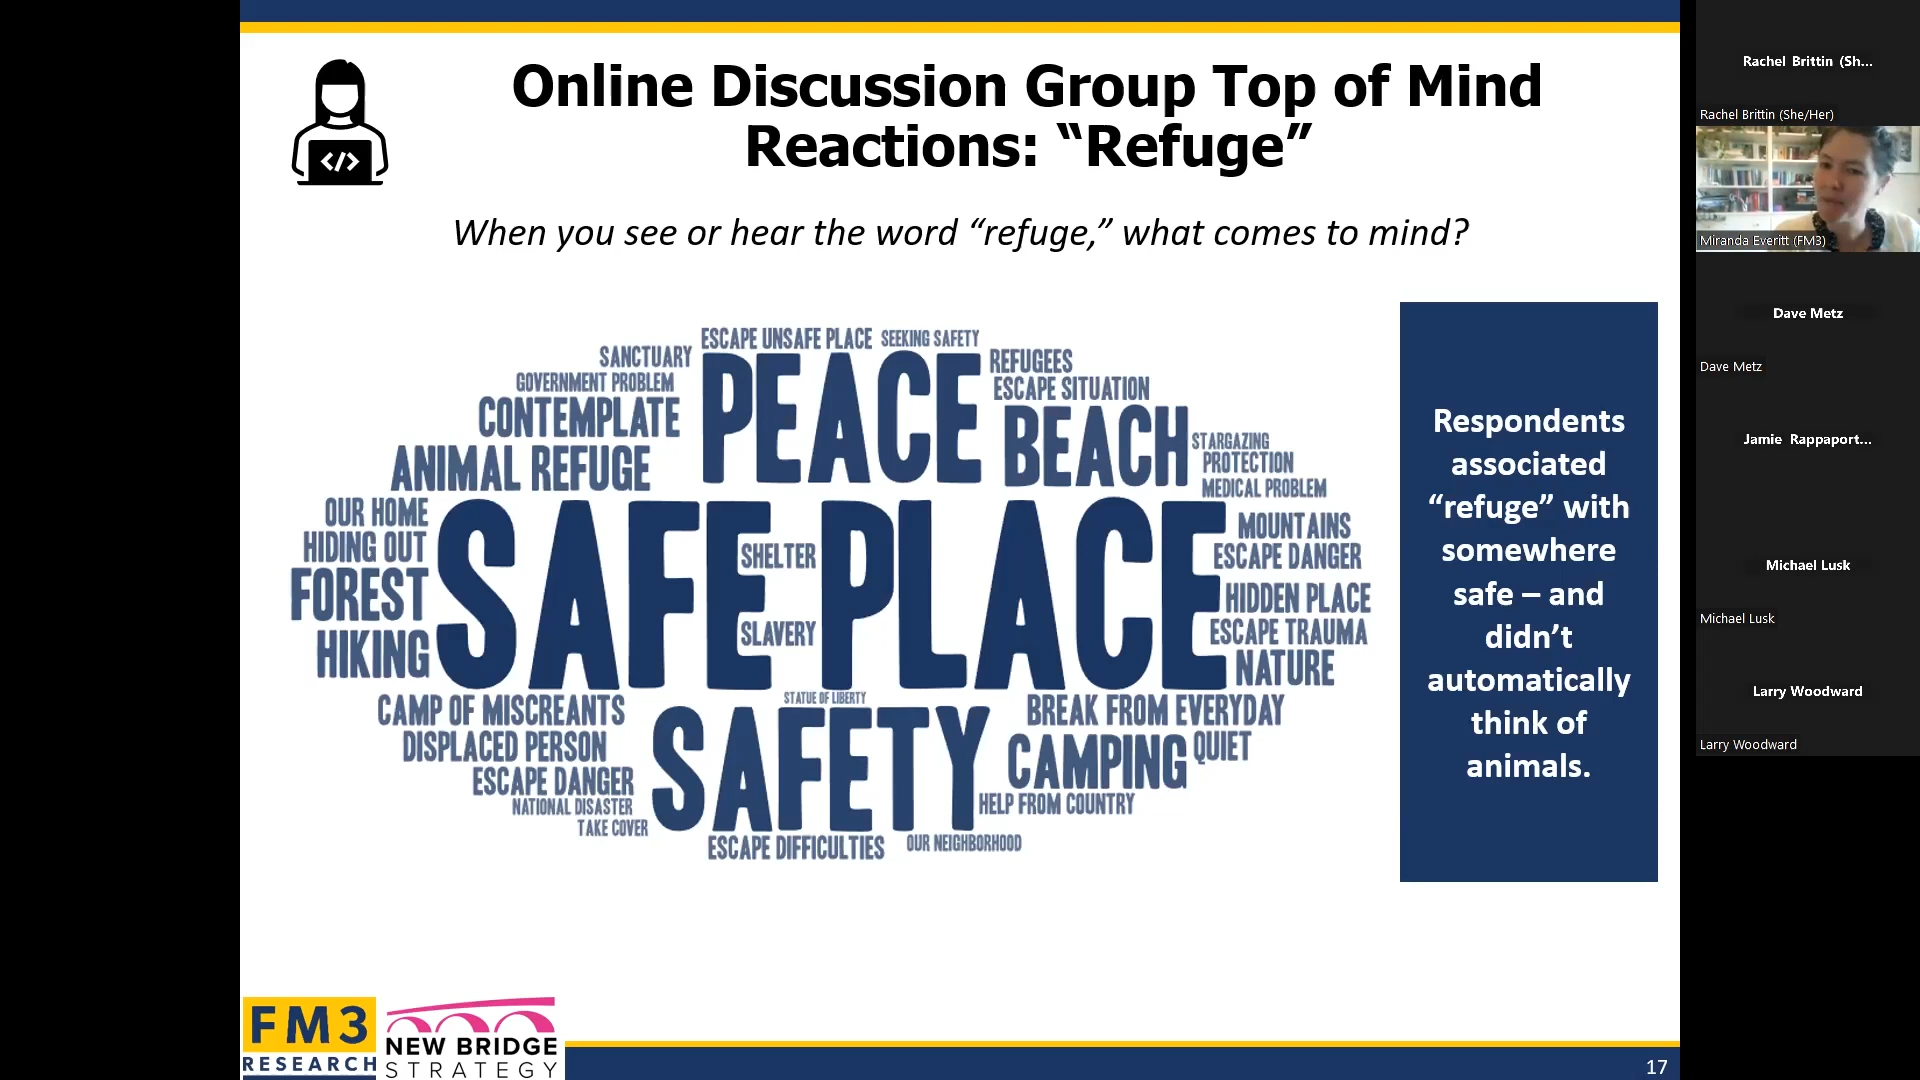 Online Discussion Group Top of Mind
Reactions: “Refuge”
</>
When you see or hear the word “refuge,” what comes to mind?
ESCAPE UNSAFE PLACE
SEEKING SAFETY
SANCTUARY
PEACE
REFUGEES
GOVERNMENT PROBLEM
ESCAPE SITUATION
CONTEMPLATE
BEACH
STARGAZING
ANIMAL REFUGE
PROTECTION
MEDICAL PROBLEM
OUR HOME
SAFE PLACE
MOUNTAINS
HIDING OUT
SHELTER
ESCAPE DANGER
FOREST
HIDDEN PLACE
SLAVERY
ESCAPE TRAUMA
HIKING
NATURE
STATUE OF LIBERTY
CAMP OF MISCREANTS
BREAK FROM EVERYDAY
DISPLACED PERSON
SAFETY
CAMPING
QUIET
ESCAPE DANGER
NATIONAL DISASTER
HELP FROM COUNTRY
TAKE COVER
ESCAPE DIFFICULTIES
OUR NEIGHBORHOOD
Respondents
associated
“refuge” with
somewhere
safe – and
didn’t
automatically
think of
animals.
FM3
RESEARCH
NEW BRIDGE
STRATEGY
17
Rachel Brittin (Sh...
Rachel Brittin (She/Her)
Miranda Everitt (FM3)
Dave Metz
Dave Metz
Jamie Rappaport...
Michael Lusk
Michael Lusk
Larry Woodward
Larry Woodward